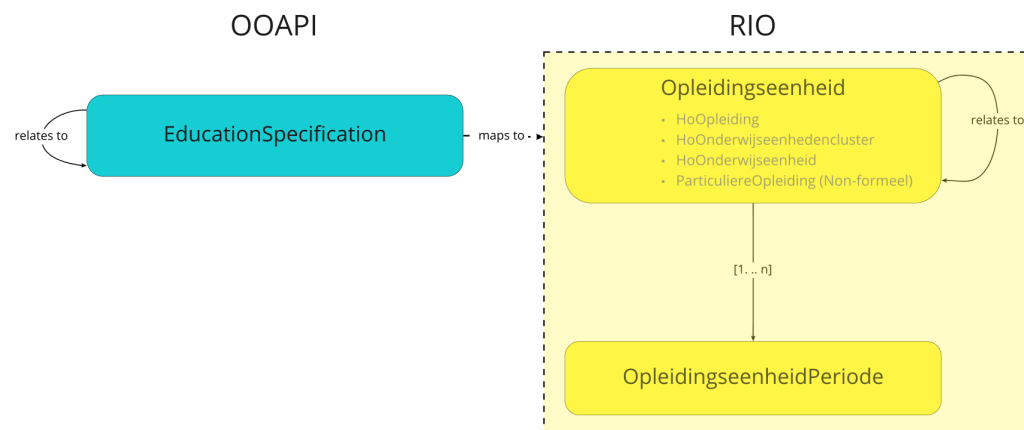 OOAPI
RIO
relates to
EducationSpecification
maps to
Opleidingseenheid
• HoOpleiding
• HoOnderwijseenhedencluster
• HoOnderwijseenheid
• ParticuliereOpleiding (Non-formeel)
relates to
[1. .. n]
OpleidingseenheidPeriode